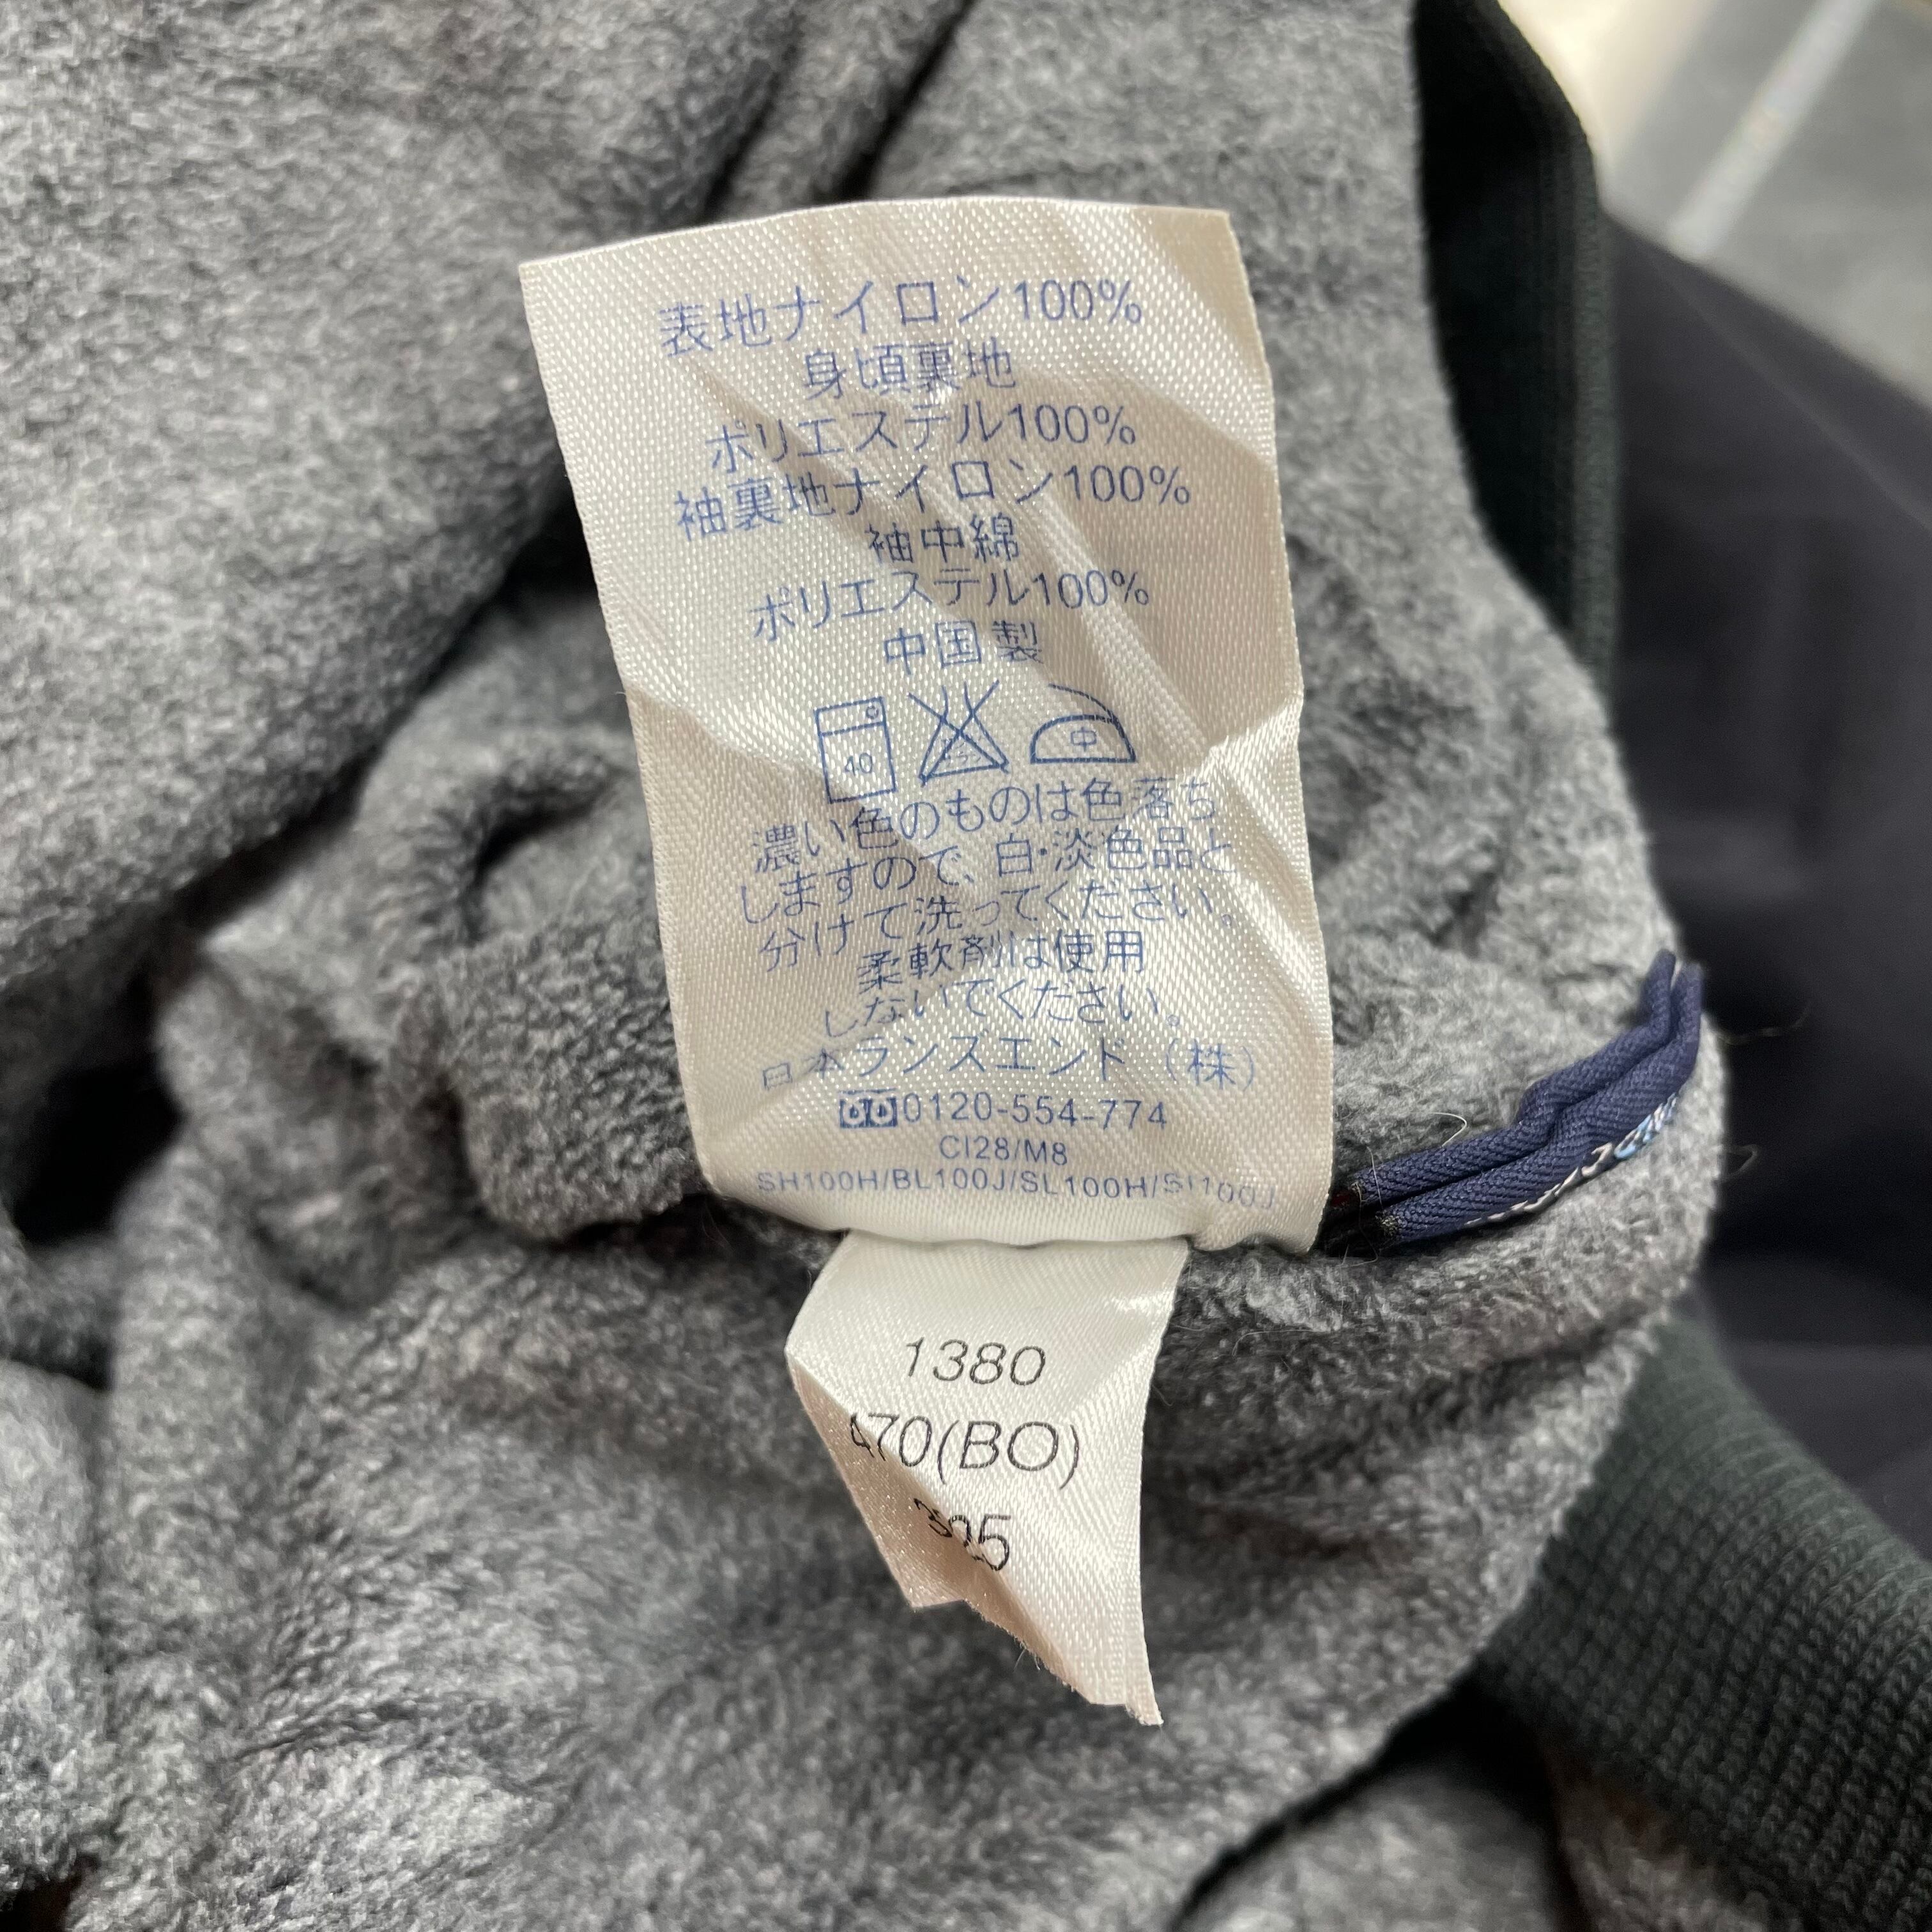 表地ナイロン100%
身頃裏地
ポリエステル100%
袖裏地ナイロン100%
袖中綿
ポリエステル100%
中国製
40
中
濃い色のものは色落ち
しますので、白・淡色品と
分けて洗ってください。
柔軟剤は使用
しないでください。
日本ランズエンド（株）
0120-554-774
CI28/M8
SH100H/BL100J/SL100H/SI100J
1380
470(BO)